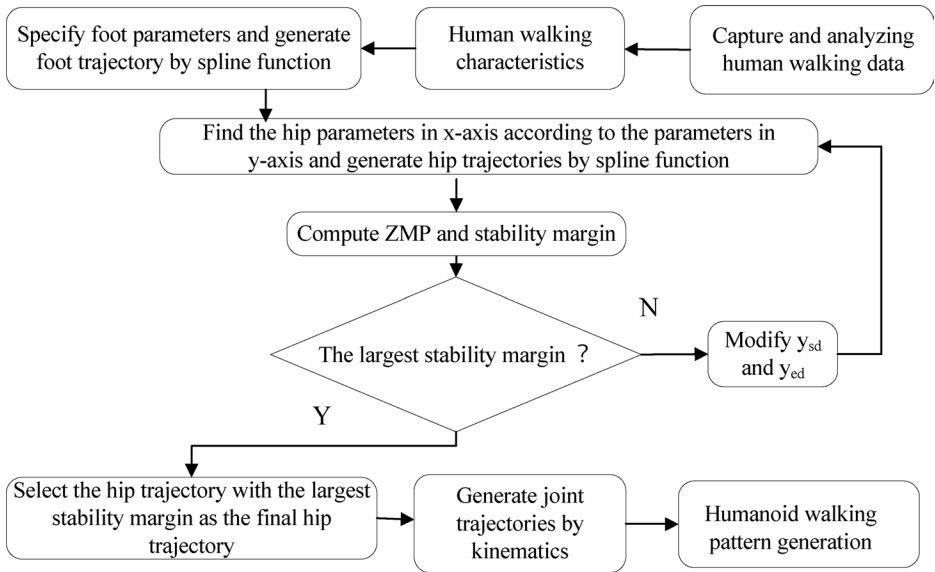 Specify foot parameters and generate
foot trajectory by spline function
Human walking
characteristics
Capture and analyzing
human walking data
Find the hip parameters in x-axis according to the parameters in
y-axis and generate hip trajectories by spline function
Compute ZMP and stability margin
The largest stability margin ？
N
Modify ysd
and yed
Y
Select the hip trajectory with the largest
stability margin as the final hip
trajectory
Generate joint
trajectories by
kinematics
Humanoid walking
pattern generation